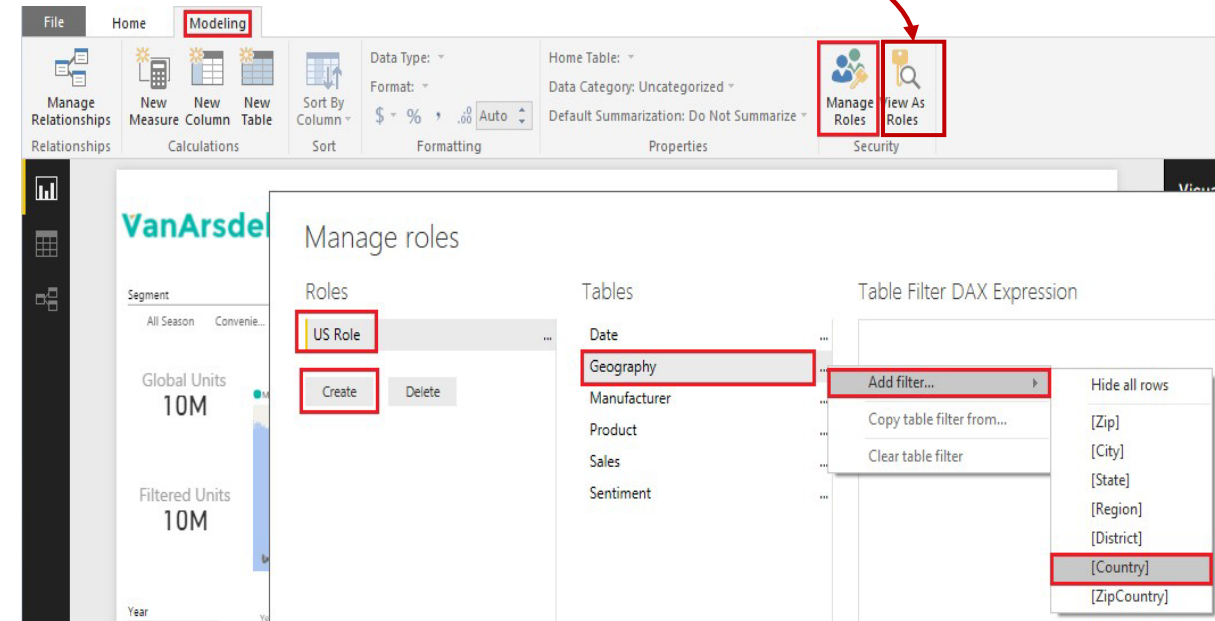 File Home Modeling
Manage Relationships
New Measure
New Column
New Table
Sort By Column
Data Type:
Format:
$ % , .00 Auto
Home Table:
Data Category: Uncategorized
Default Summarization: Do Not Summarize
Manage Roles
View As Roles
Relationships Calculations Sort Formatting Properties Security
VanArsdel
Manage roles
Segment
All Season Convenie...
Global Units
10M
Filtered Units
10M
Year
Roles
US Role ...
Create Delete
Tables
Date ...
Geography ...
Manufacturer ...
Product ...
Sales ...
Sentiment ...
Table Filter DAX Expression
Add filter...
Copy table filter from...
Clear table filter
Hide all rows
[Zip]
[City]
[State]
[Region]
[District]
[Country]
[ZipCountry]